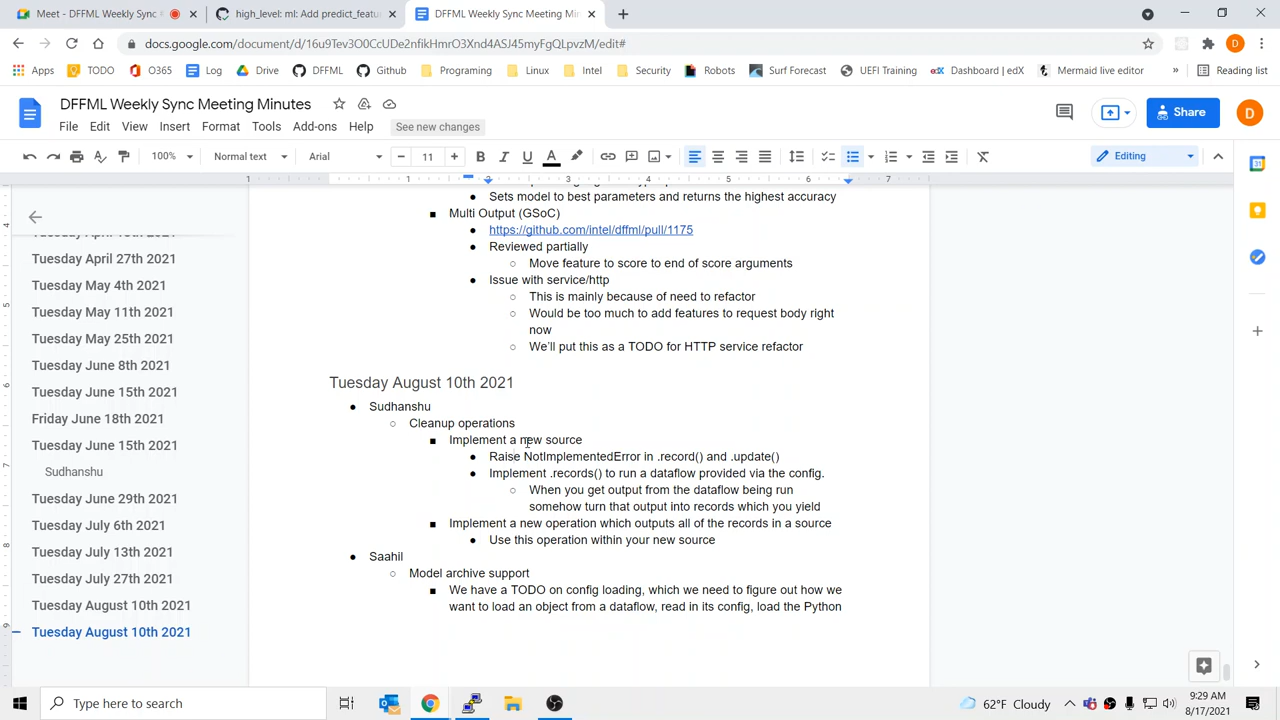 Meet - DFFML Weekly Sync
high_level: ml: Add predict_featu
DFFML Weekly Sync Meeting Min
docs.google.com/document/d/16u9Tev3O0CcUDe2nfikHmrO3Xnd4ASJ45myFgQLpvzM/edit#
Apps TODO O365 Log Drive DFFML Github Programing Linux Intel Security Robots Surf Forecast UEFI Training Dashboard | edX Mermaid live editor » Reading list
DFFML Weekly Sync Meeting Minutes
Share
D
File Edit View Insert Format Tools Add-ons Help See new changes
100% Normal text Arial 11 Editing
1 1 2 3 4 5 6 7
Tuesday April 27th 2021
Tuesday May 4th 2021
Tuesday May 11th 2021
Tuesday May 25th 2021
Tuesday June 8th 2021
Tuesday June 15th 2021
Friday June 18th 2021
Tuesday June 15th 2021
Sudhanshu
Tuesday June 29th 2021
Tuesday July 6th 2021
Tuesday July 13th 2021
Tuesday July 27th 2021
Tuesday August 10th 2021
Tuesday August 10th 2021
Sets model to best parameters and returns the highest accuracy
Multi Output (GSoC)
https://github.com/intel/dffml/pull/1175
Reviewed partially
Move feature to score to end of score arguments
Issue with service/http
This is mainly because of need to refactor
Would be too much to add features to request body right
now
We'll put this as a TODO for HTTP service refactor
Tuesday August 10th 2021
Sudhanshu
Cleanup operations
Implement a new source
Raise NotImplementedError in .record() and .update()
Implement .records() to run a dataflow provided via the config.
When you get output from the dataflow being run
somehow turn that output into records which you yield
Implement a new operation which outputs all of the records in a source
Use this operation within your new source
Saahil
Model archive support
We have a TODO on config loading, which we need to figure out how we
want to load an object from a dataflow, read in its config, load the Python
Type here to search
62°F Cloudy
9:29 AM
8/17/2021